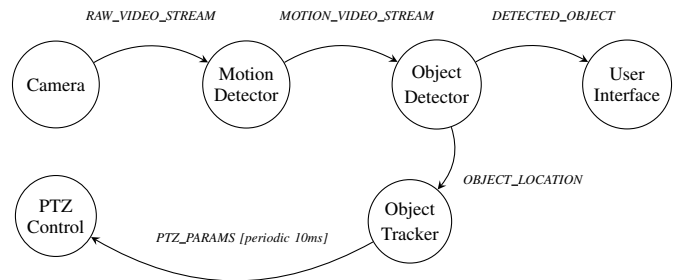 RAW_VIDEO_STREAM
MOTION_VIDEO_STREAM
DETECTED_OBJECT
Camera
Motion
Detector
Object
Detector
User
Interface
OBJECT_LOCATION
PTZ
Control
PTZ_PARAMS [periodic 10ms]
Object
Tracker